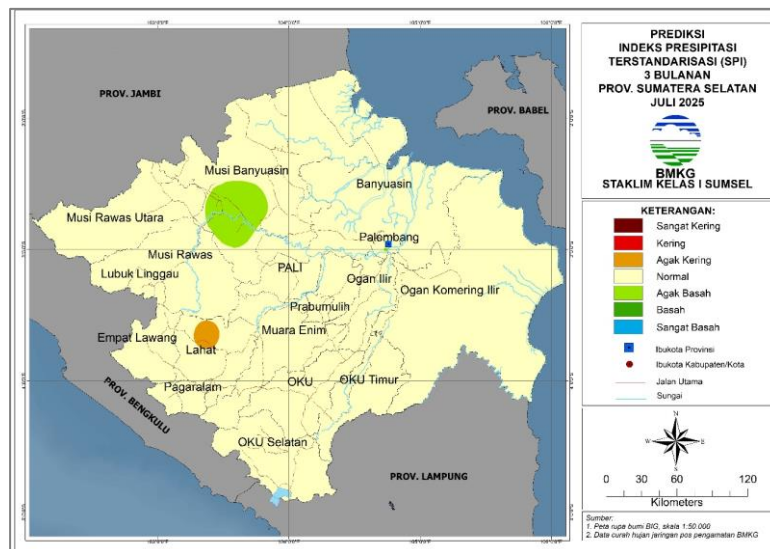 PREDIKSI
INDEKS PRESIPITASI
TERSTANDARISASI (SPI)
3 BULANAN
PROV. SUMATERA SELATAN
JULI 2025
BMKG
STAKLIM KELAS I SUMSEL
KETERANGAN:
Sangat Kering
Kering
Agak Kering
Normal
Agak Basah
Basah
Sangat Basah
Ibukota Provinsi
Ibukota Kabupaten/Kota
Jalan Utama
Sungai
N
W
E
S
0 30 60 120
Kilometers
Sumber:
1. Peta rupa bumi BIG, skala 1:50.000
2. Data curah hujan jaringan pos pengamatan BMKG
PROV. JAMBI
PROV. BABEL
Musi Banyuasin
Banyuasin
Musi Rawas Utara
Palembang
Musi Rawas
Lubuk Linggau
PALI
Ogan Ilir
Ogan Komering Ilir
Prabumulih
Empat Lawang
Muara Enim
Lahat
Pagaralam
OKU
OKU Timur
PROV. BENGKULU
OKU Selatan
PROV. LAMPUNG